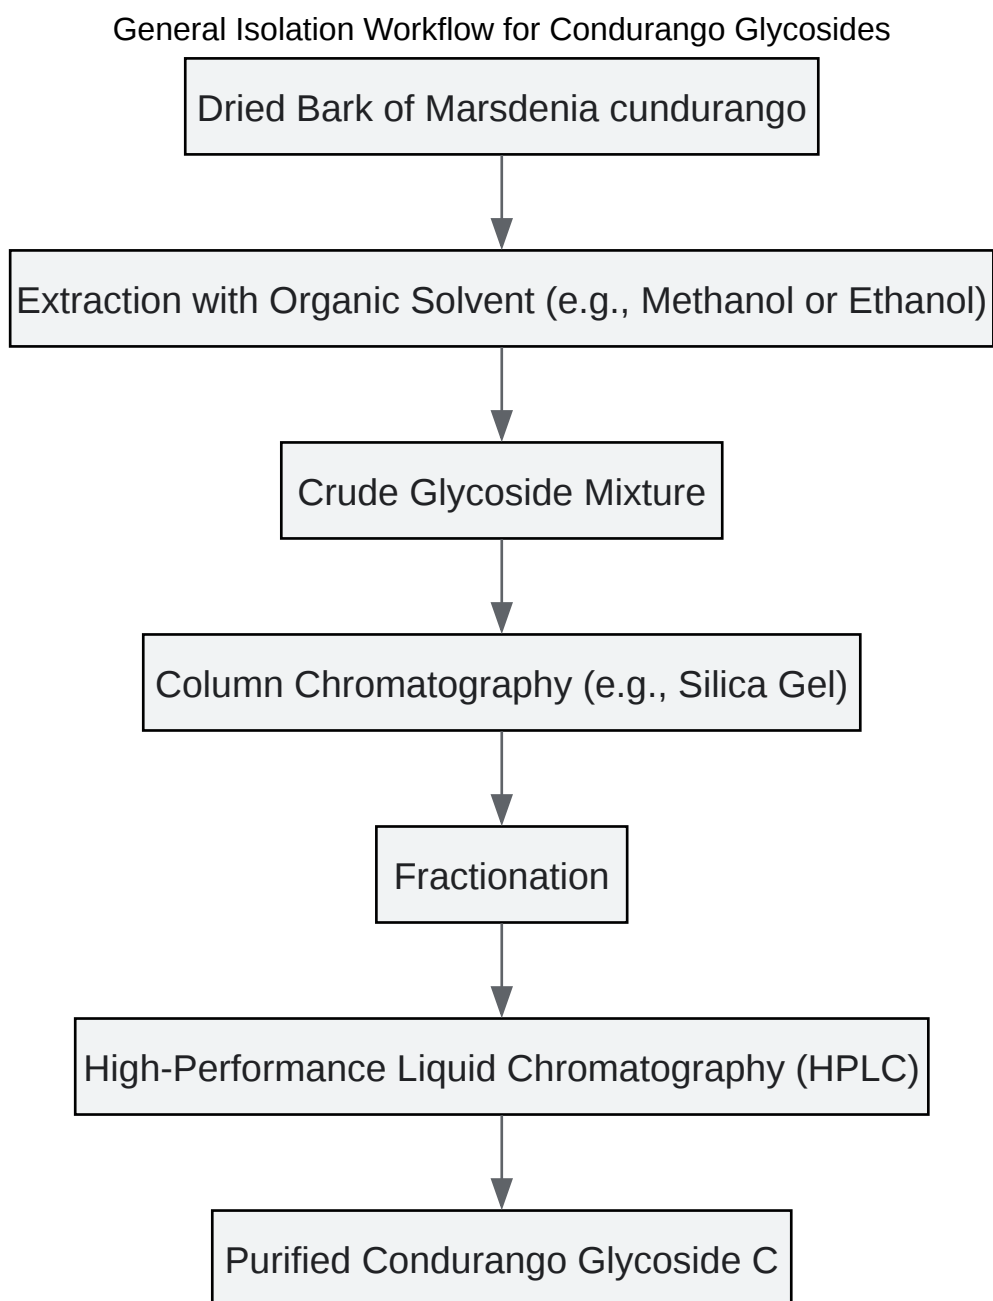 General Isolation Workflow for Condurango Glycosides
Dried Bark of Marsdenia cundurango
Extraction with Organic Solvent (e.g., Methanol or Ethanol)
Crude Glycoside Mixture
Column Chromatography (e.g., Silica Gel)
Fractionation
High-Performance Liquid Chromatography (HPLC)
Purified Condurango Glycoside C